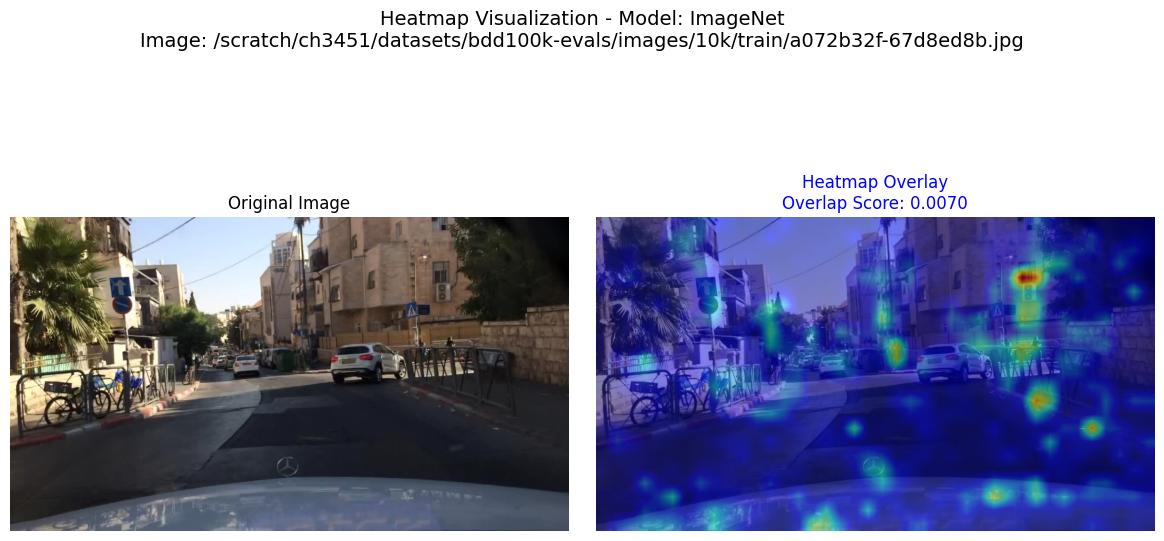 Heatmap Visualization - Model: ImageNet
Image: /scratch/ch3451/datasets/bdd100k-evals/images/10k/train/a072b32f-67d8ed8b.jpg
Original Image
Heatmap Overlay
Overlap Score: 0.0070